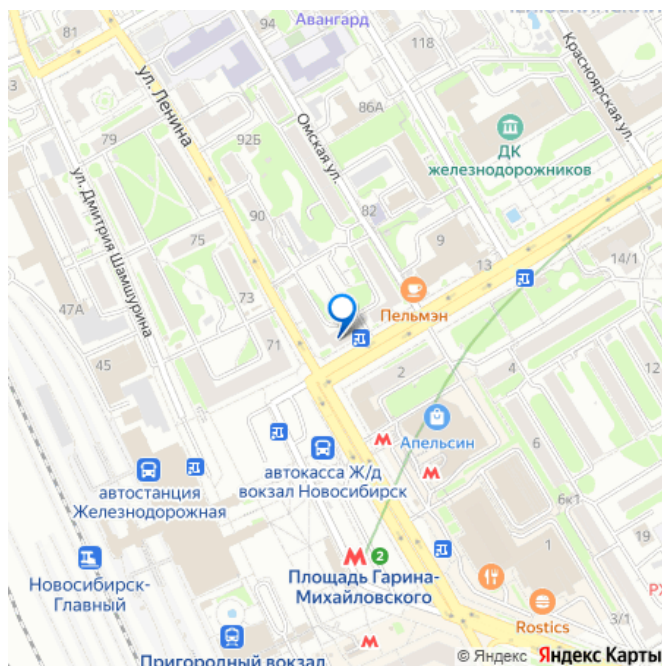 81
94
Авангард
118
Красноярская ул.
ул. Ленина
86А
Омская ул.
79
92Б
ДК
железнодорожников
ул. Дмитрия Шамшурина
82
90
9
75
13
14/1
Пельмэн
47А
73
71
45
2
12
Апельсин
6
автокасса Ж/д
вокзал Новосибирск
автостанция
Железнодорожная
6к1
19
2
1
Площадь Гарина-
Михайловского
Новосибирск-
Главный
Rostics
3/1
Пригородный вокзал
© Яндекс Яндекс Карты